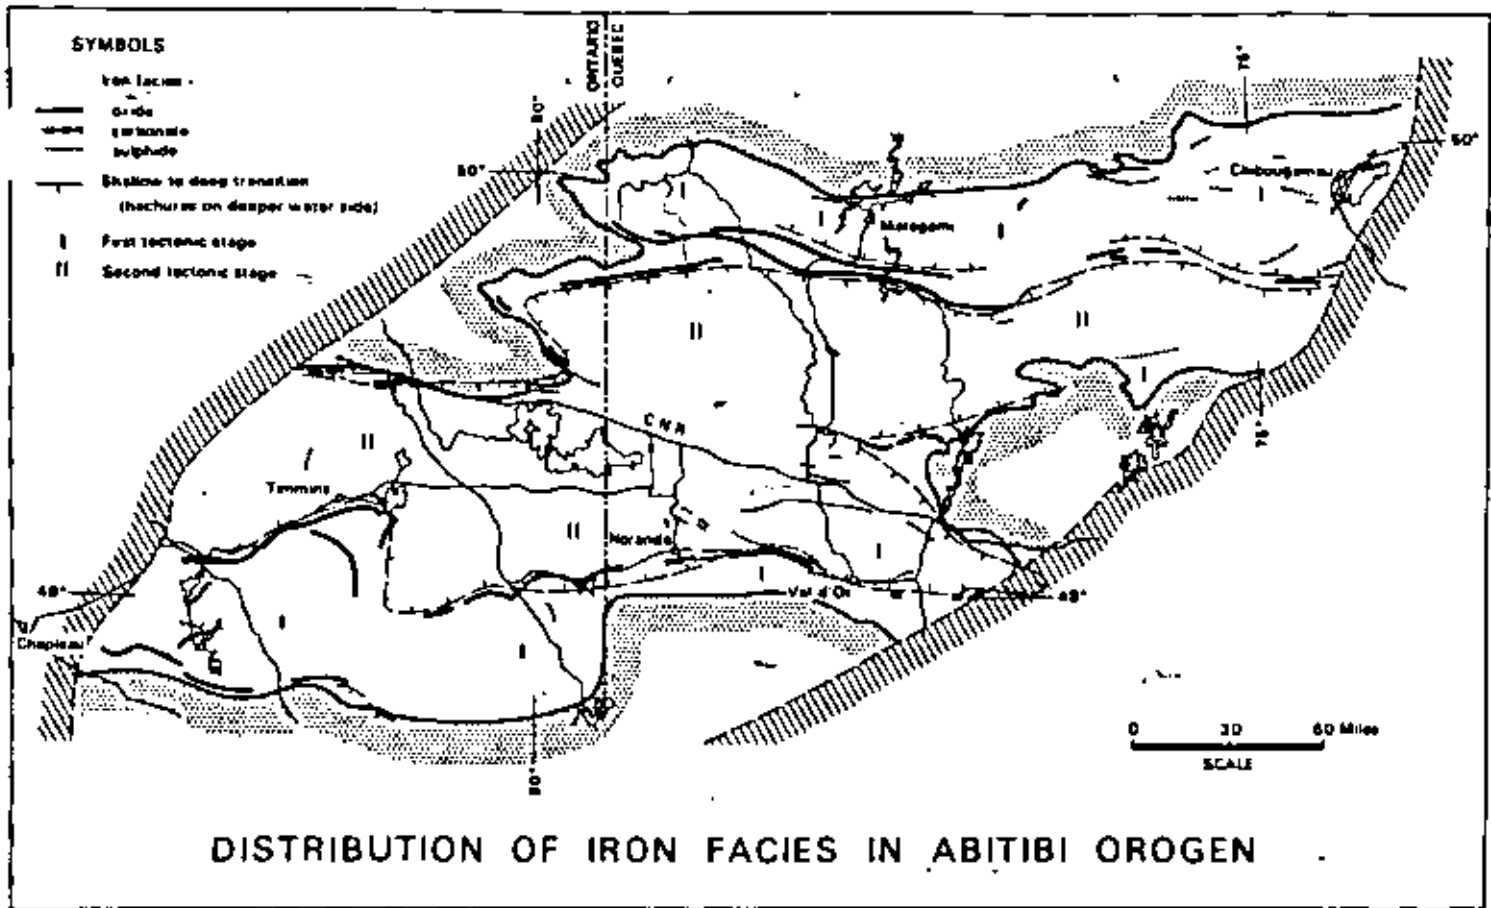 SYMBOLS
Iron facies
oxide
carbonate
sulphide
Shallow to deep transition
(hachures on deeper water side)
I First tectonic stage
II Second tectonic stage
ONTARIO
QUEBEC
80°
76°
50°
50°
Chibougamau
I
I
I
I
Matagami
II
II
I
C N R
II
Timmins
II
Noranda
I
I
Val d'Or
48°
48°
76°
Chapleau
I
I
80°
0 30 60 Miles
SCALE
DISTRIBUTION OF IRON FACIES IN ABITIBI OROGEN